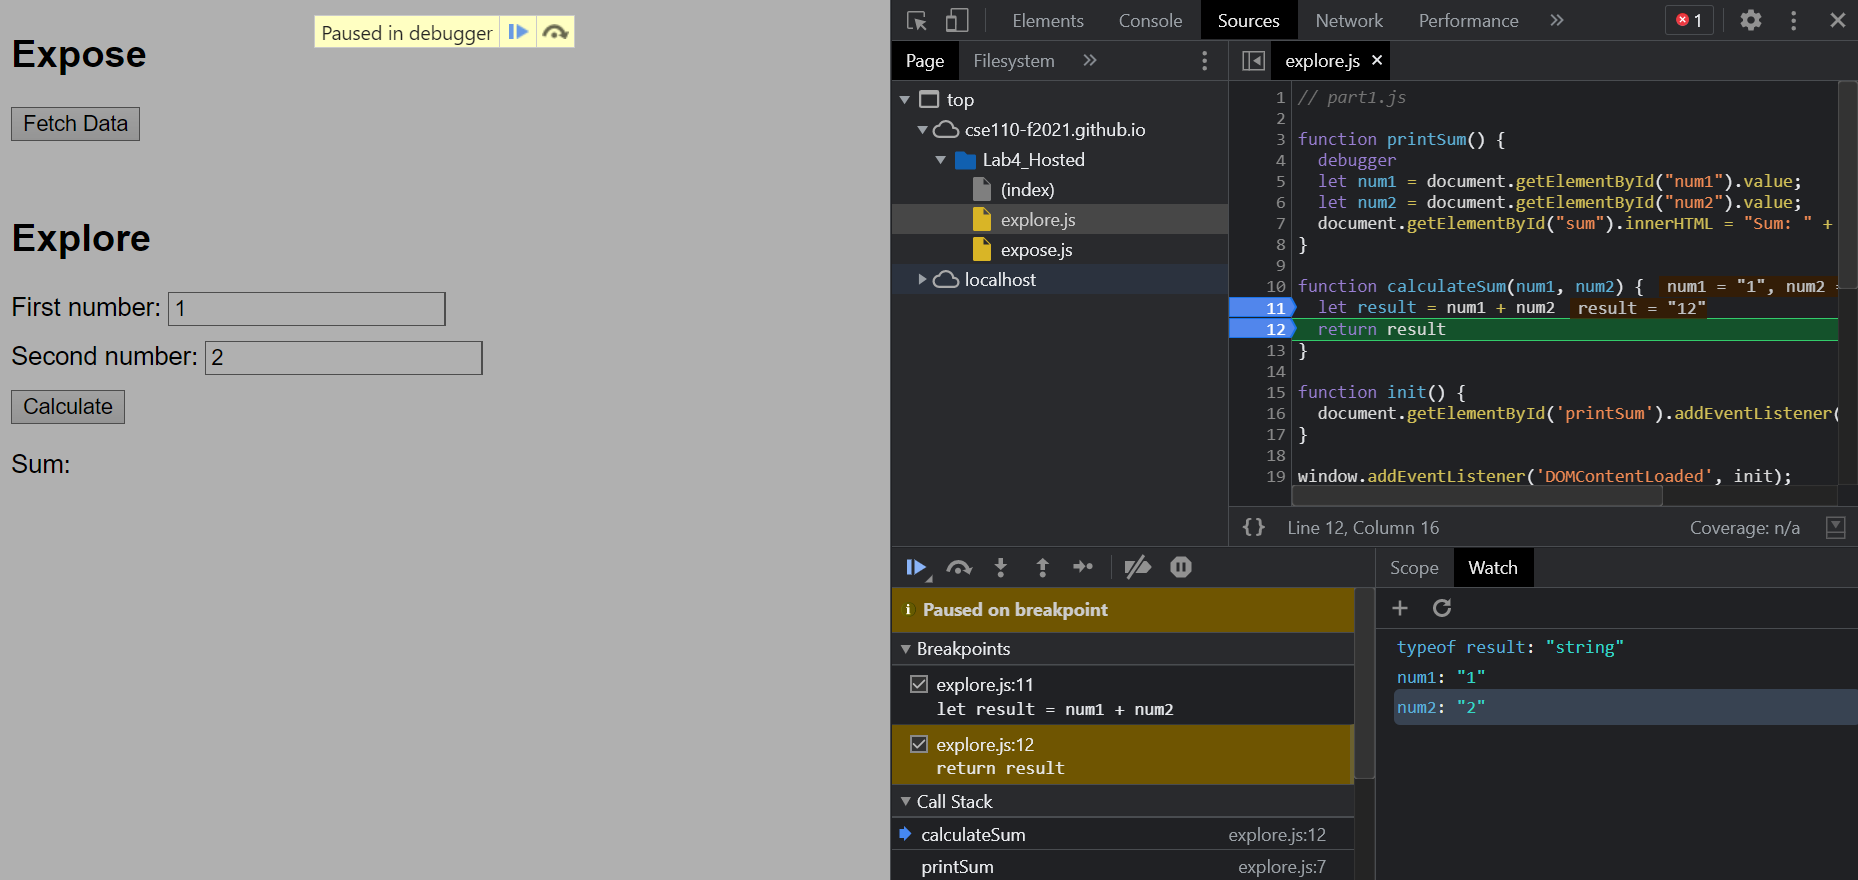 Paused in debugger
Expose
Fetch Data
Explore
First number: 1
Second number: 2
Calculate
Sum:
Elements Console Sources Network Performance 1
Page Filesystem
top
cse110-f2021.github.io
Lab4_Hosted
(index)
explore.js
expose.js
localhost
explore.js
1 // part1.js
2
3 function printSum() {
4 debugger
5 let num1 = document.getElementById("num1").value;
6 let num2 = document.getElementById("num2").value;
7 document.getElementById("sum").innerHTML = "Sum: " +
8 }
9
10 function calculateSum(num1, num2) { num1 = "1", num2 =
11 let result = num1 + num2 result = "12"
12 return result
13 }
14
15 function init() {
16 document.getElementById('printSum').addEventListener(
17 }
18
19 window.addEventListener('DOMContentLoaded', init);
{} Line 12, Column 16 Coverage: n/a
Paused on breakpoint
Breakpoints
explore.js:11
let result = num1 + num2
explore.js:12
return result
Call Stack
calculateSum explore.js:12
printSum explore.js:7
Scope Watch
typeof result: "string"
num1: "1"
num2: "2"